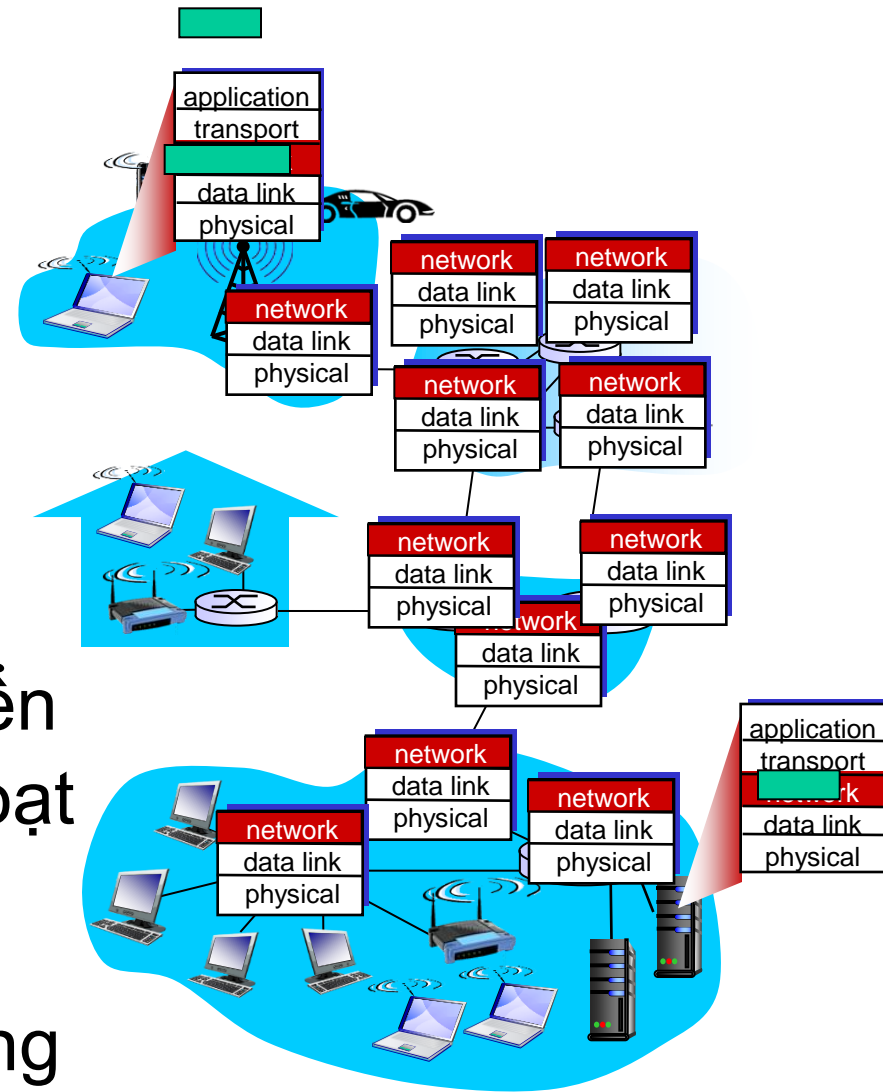 application
transport
data link
physical
network
data link
physical
network
data link
physical
network
data link
physical
network
data link
physical
network
data link
physical
network
data link
physical
network
data link
physical
network
data link
physical
ền
oạt
ng
network
data link
physical
network
data link
physical
network
data link
physical
application
transport
data link
physical